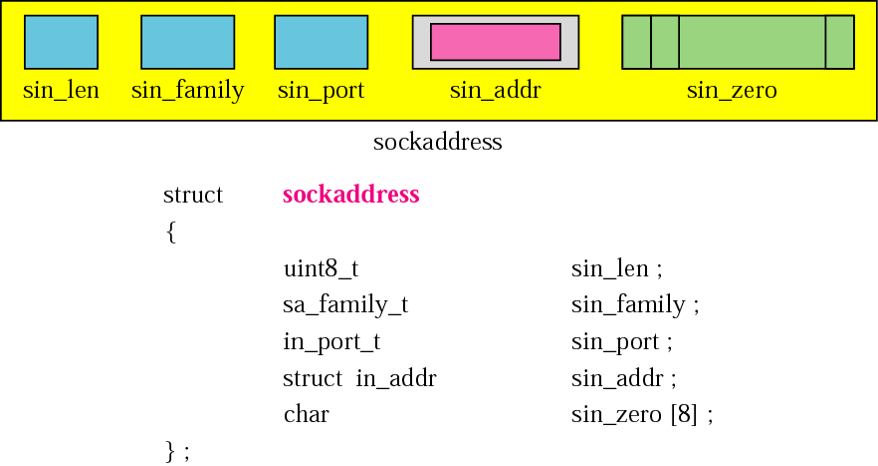 sin_len sin_family sin_port sin_addr sin_zero
sockaddress
struct sockaddress
{
uint8_t sin_len ;
sa_family_t sin_family ;
in_port_t sin_port ;
struct in_addr sin_addr ;
char sin_zero [8] ;
} ;